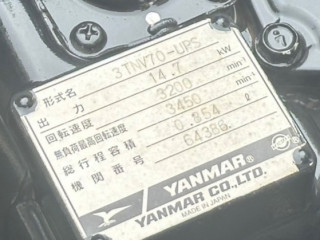 形式名 3TNV70-UPS
出力 14.7 kW
回転速度 3200 min⁻¹
無負荷最高回転速度 3450 min⁻¹
総行程容積 0.854 ℓ
機関番号 64385
YANMAR
YANMAR CO.,LTD.
MADE IN JAPAN
7